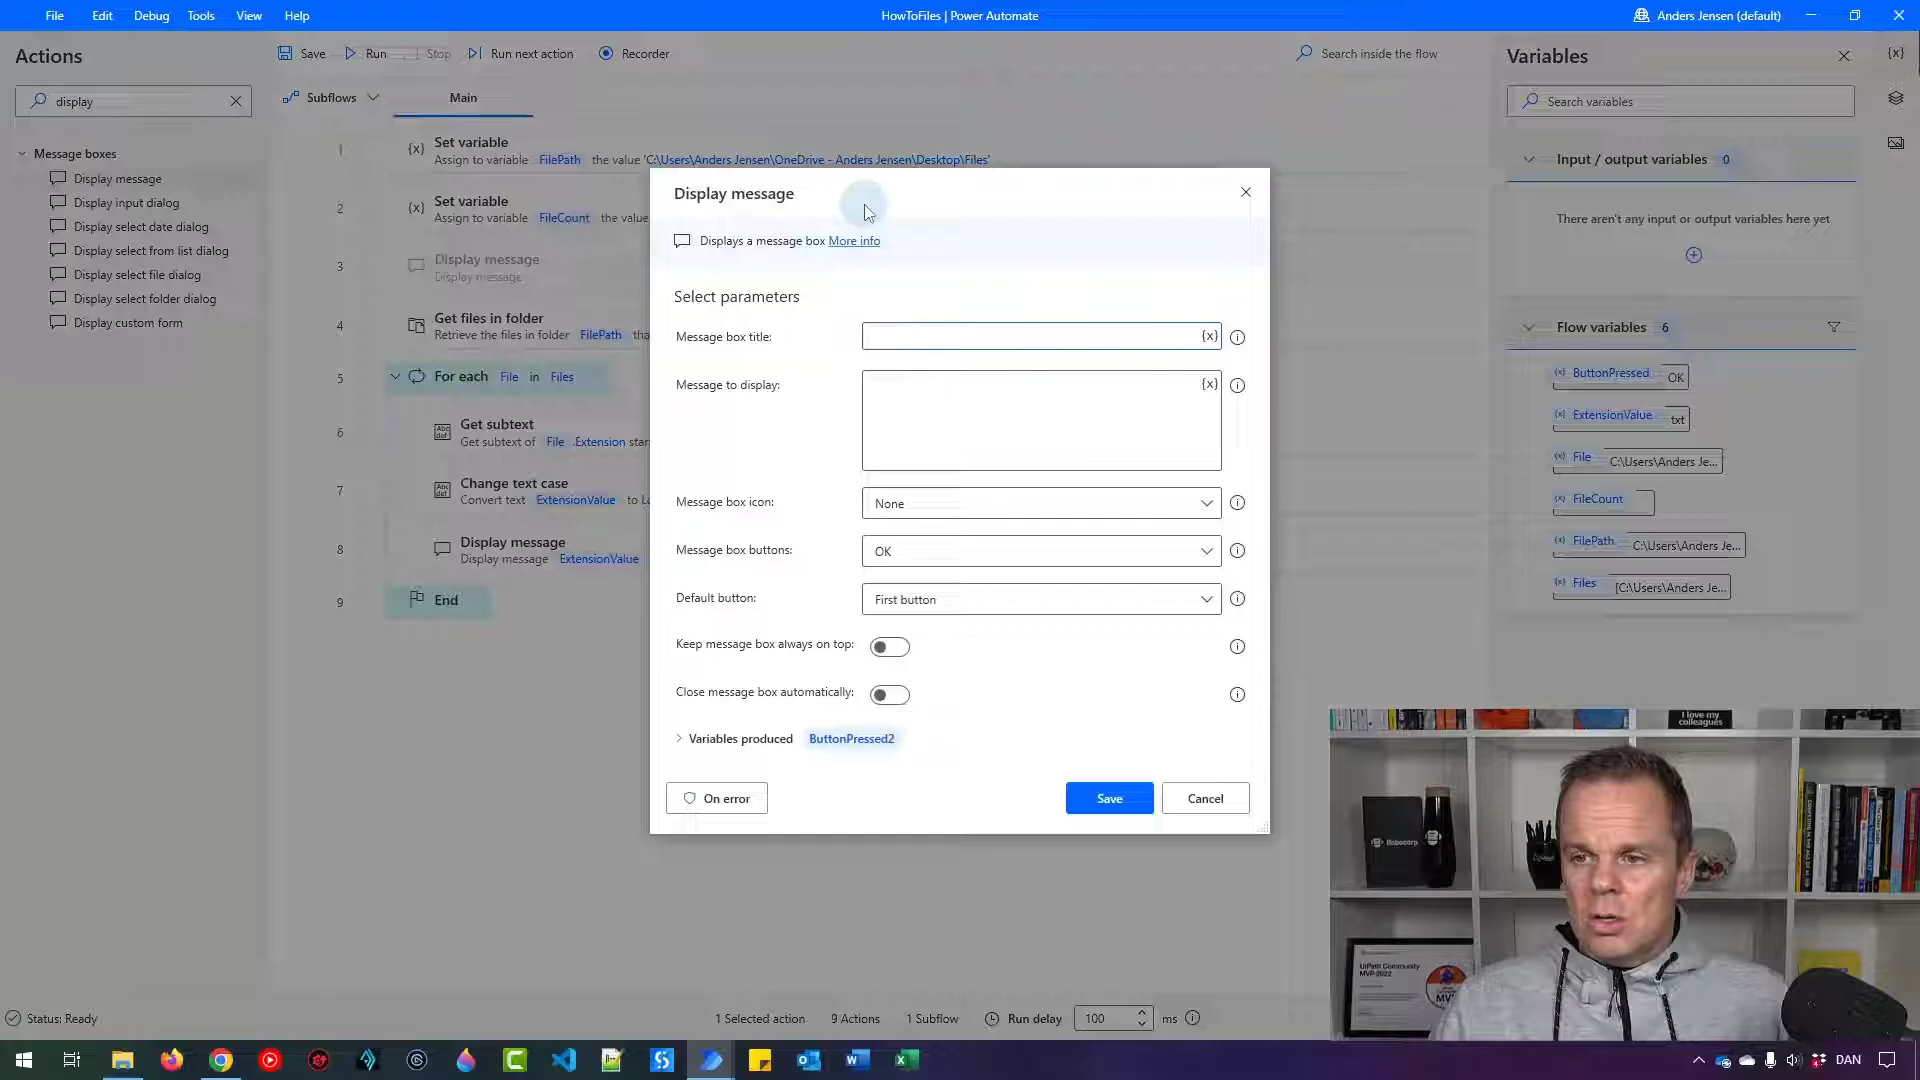 File Edit Debug Tools View Help
HowToFiles | Power Automate
Anders Jensen (default)
Actions
display
Message boxes
Display message
Display input dialog
Display select date dialog
Display select from list dialog
Display select file dialog
Display select folder dialog
Display custom form
Save Run Stop Run next action Recorder
Search inside the flow
Subflows Main
1 {x} Set variable
Assign to variable FilePath the value 'C:\Users\Anders Jensen\OneDrive - Anders Jensen\Desktop\Files'
2 {x} Set variable
Assign to variable FileCount the value
3 Display message
Display message
4 Get files in folder
Retrieve the files in folder FilePath
5 For each File in Files
6 Get subtext
Get subtext of File .Extension
7 Change text case
Convert text ExtensionValue to
8 Display message
Display message ExtensionValue
9 End
Display message
Displays a message box More info
Select parameters
Message box title: {x}
Message to display: {x}
Message box icon: None
Message box buttons: OK
Default button: First button
Keep message box always on top:
Close message box automatically:
Variables produced ButtonPressed2
On error Save Cancel
Variables
{x}
Search variables
Input / output variables 0
There aren't any input or output variables here yet
Flow variables 6
{x} ButtonPressed OK
{x} ExtensionValue txt
{x} File C:\Users\Anders Je...
{x} FileCount
{x} FilePath C:\Users\Anders Je...
{x} Files [C:\Users\Anders Je...
I love my
colleagues
Robocorp
UiPath Community
MVP 2022
Status: Ready
1 Selected action 9 Actions 1 Subflow Run delay 100 ms
DAN